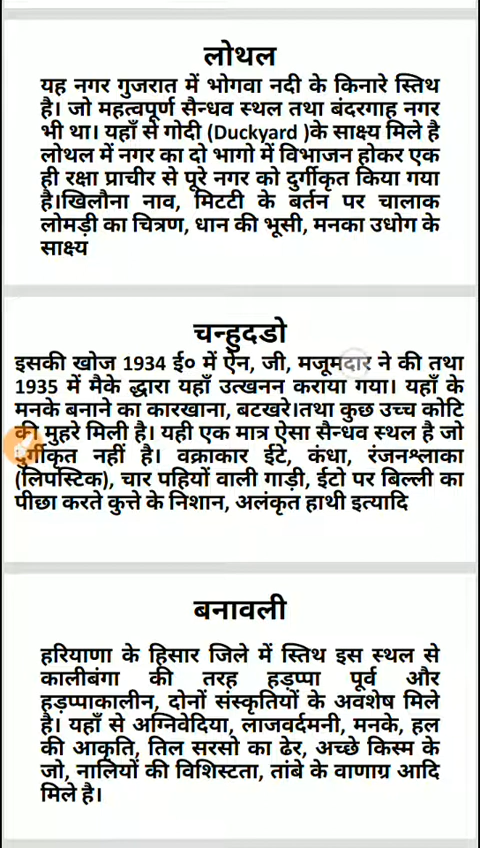 लोथल
यह नगर गुजरात में भोगवा नदी के किनारे स्तिथ
है। जो महत्वपूर्ण सैन्धव स्थल तथा बंदरगाह नगर
भी था। यहाँ से गोदी (Duckyard )के साक्ष्य मिले है
लोथल में नगर का दो भागो में विभाजन होकर एक
ही रक्षा प्राचीर से पूरे नगर को दुर्गीकृत किया गया
है।खिलौना नाव, मिटटी के बर्तन पर चालाक
लोमड़ी का चित्रण, धान की भूसी, मनका उधोग के
साक्ष्य
चन्हुदडो
इसकी खोज 1934 ई० में ऐन, जी, मजूमदार ने की तथा
1935 में मैके द्धारा यहाँ उत्खनन कराया गया। यहाँ के
मनके बनाने का कारखाना, बटखरे।तथा कुछ उच्च कोटि
की मुहरे मिली है। यही एक मात्र ऐसा सैन्धव स्थल है जो
दुर्गीकृत नहीं है। वक्राकार ईटे, कंधा, रंजनश्लाका
(लिपस्टिक), चार पहियों वाली गाड़ी, ईटो पर बिल्ली का
पीछा करते कुत्ते के निशान, अलंकृत हाथी इत्यादि
बनावली
हरियाणा के हिसार जिले में स्तिथ इस स्थल से
कालीबंगा की तरह हड़प्पा पूर्व और
हड़प्पाकालीन, दोनों संस्कृतियों के अवशेष मिले
है। यहाँ से अग्निवेदिया, लाजवर्दमनी, मनके, हल
की आकृति, तिल सरसो का ढेर, अच्छे किस्म के
जो, नालियों की विशिस्टता, तांबे के वाणाग्र आदि
मिले है।